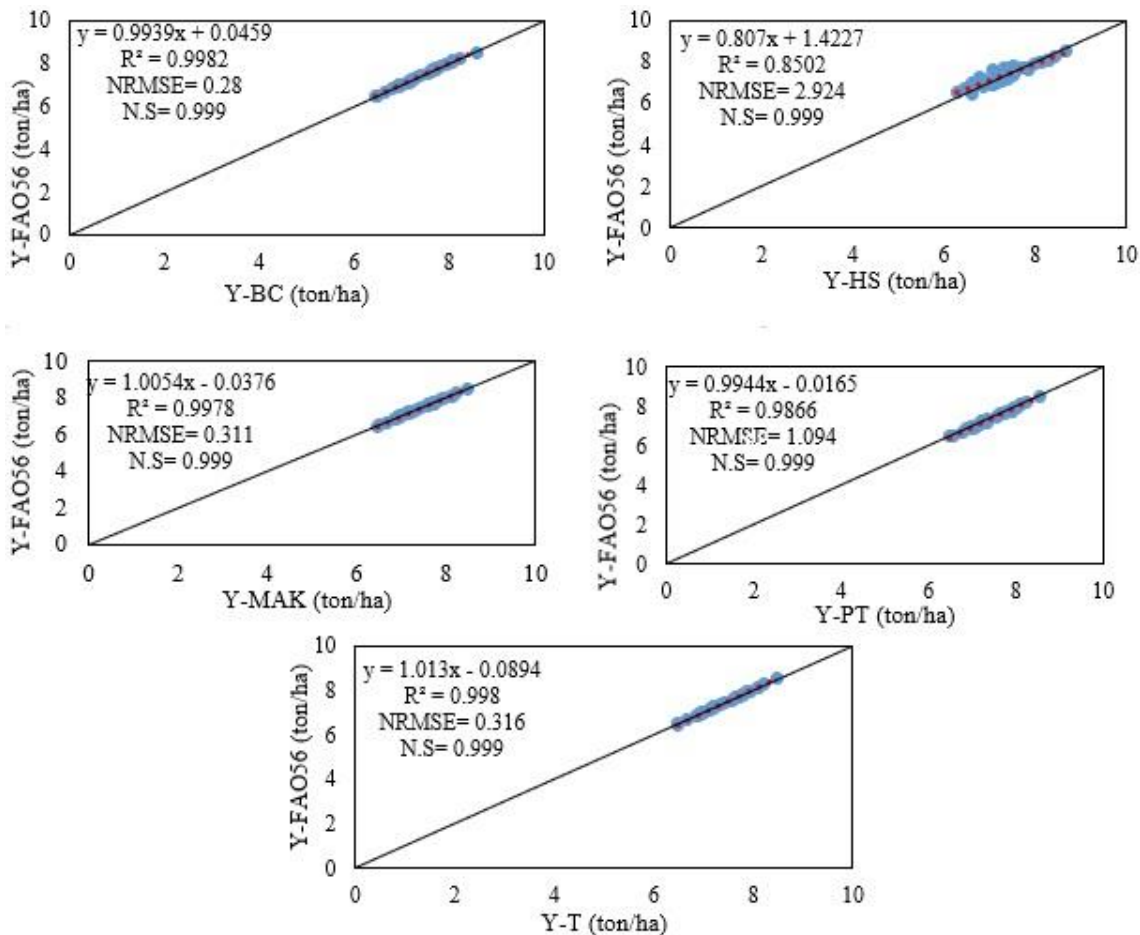 y = 0.9939x + 0.0459
R² = 0.9982
NRMSE= 0.28
N.S= 0.999
10
8
6
4
2
0
0 2 4 6 8 10
Y-FAO56 (ton/ha)
Y-BC (ton/ha)
y = 0.807x + 1.4227
R² = 0.8502
NRMSE= 2.924
N.S= 0.999
10
8
6
4
2
0
0 2 4 6 8 10
Y-FAO56 (ton/ha)
Y-HS (ton/ha)
y = 1.0054x - 0.0376
R² = 0.9978
NRMSE= 0.311
N.S= 0.999
10
8
6
4
2
0
0 2 4 6 8 10
Y-FAO56 (ton/ha)
Y-MAK (ton/ha)
y = 0.9944x - 0.0165
R² = 0.9866
NRMSE= 1.094
N.S= 0.999
10
8
6
4
2
0
0 2 4 6 8 10
Y-FAO56 (ton/ha)
Y-PT (ton/ha)
y = 1.013x - 0.0894
R² = 0.998
NRMSE= 0.316
N.S= 0.999
10
8
6
4
2
0
0 2 4 6 8 10
Y-FAO56 (ton/ha)
Y-T (ton/ha)